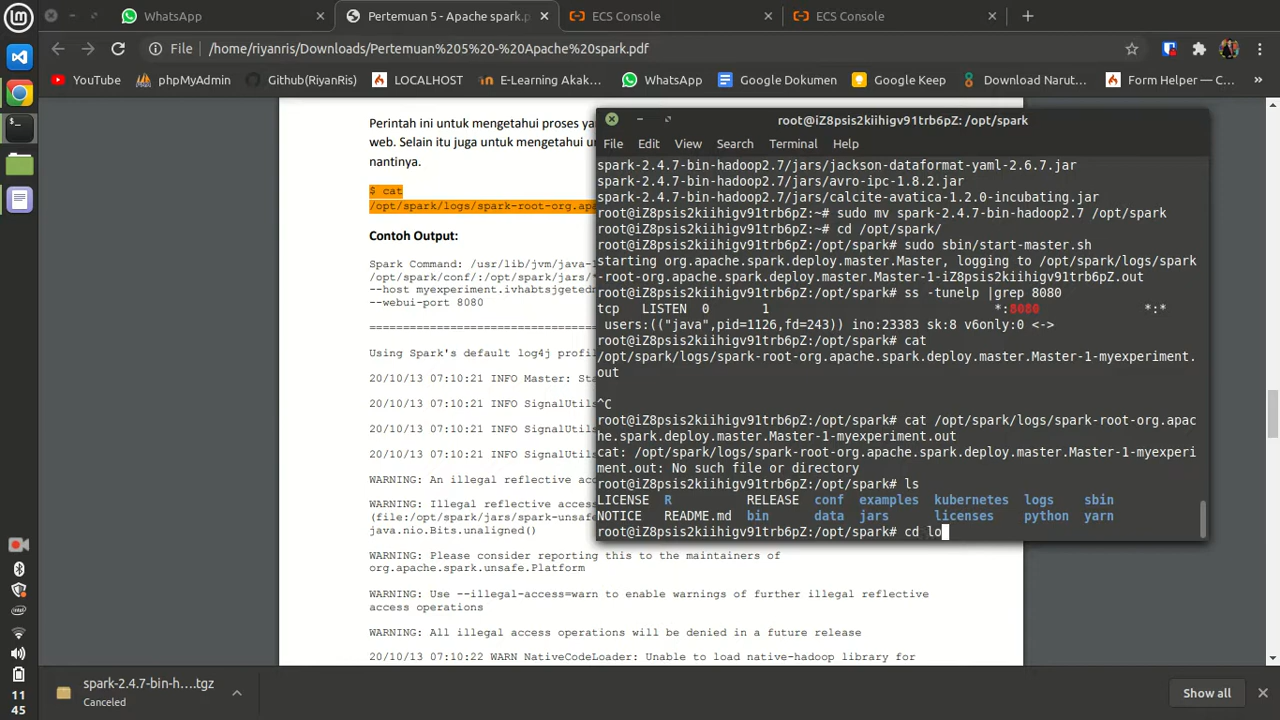 WhatsApp
Pertemuan 5 - Apache spark.p
ECS Console
ECS Console
File
/home/riyanris/Downloads/Pertemuan%205%20-%20Apache%20spark.pdf
YouTube
phpMyAdmin
Github(RiyanRis)
LOCALHOST
E-Learning Akak…
WhatsApp
Google Dokumen
Google Keep
Download Narut…
Form Helper — C…
Perintah ini untuk mengetahui proses ya
web. Selain itu juga untuk mengetahui u
nantinya.
$ cat
/opt/spark/logs/spark-root-org.apa
Contoh Output:
Spark Command: /usr/lib/jvm/java-1
/opt/spark/conf/:/opt/spark/jars/*
--host myexperiment.ivhabtsjgetedn
--webui-port 8080
========================================
Using Spark's default log4j profil
20/10/13 07:10:21 INFO Master: Sta
20/10/13 07:10:21 INFO SignalUtils
20/10/13 07:10:21 INFO SignalUtils
20/10/13 07:10:21 INFO SignalUtils
WARNING: An illegal reflective acc
WARNING: Illegal reflective access
(file:/opt/spark/jars/spark-unsafe
java.nio.Bits.unaligned()
WARNING: Please consider reporting this to the maintainers of
org.apache.spark.unsafe.Platform
WARNING: Use --illegal-access=warn to enable warnings of further illegal reflective
access operations
WARNING: All illegal access operations will be denied in a future release
20/10/13 07:10:22 WARN NativeCodeLoader: Unable to load native-hadoop library for
root@iZ8psis2kiihigv91trb6pZ: /opt/spark
File Edit View Search Terminal Help
spark-2.4.7-bin-hadoop2.7/jars/jackson-dataformat-yaml-2.6.7.jar
spark-2.4.7-bin-hadoop2.7/jars/avro-ipc-1.8.2.jar
spark-2.4.7-bin-hadoop2.7/jars/calcite-avatica-1.2.0-incubating.jar
root@iZ8psis2kiihigv91trb6pZ:~# sudo mv spark-2.4.7-bin-hadoop2.7 /opt/spark
root@iZ8psis2kiihigv91trb6pZ:~# cd /opt/spark/
root@iZ8psis2kiihigv91trb6pZ:/opt/spark# sudo sbin/start-master.sh
starting org.apache.spark.deploy.master.Master, logging to /opt/spark/logs/spark
-root-org.apache.spark.deploy.master.Master-1-iZ8psis2kiihigv91trb6pZ.out
root@iZ8psis2kiihigv91trb6pZ:/opt/spark# ss -tunelp |grep 8080
tcp LISTEN 0 1 *:8080 *:*
users:(("java",pid=1126,fd=243)) ino:23383 sk:8 v6only:0 <->
root@iZ8psis2kiihigv91trb6pZ:/opt/spark# cat
/opt/spark/logs/spark-root-org.apache.spark.deploy.master.Master-1-myexperiment.
out
^C
root@iZ8psis2kiihigv91trb6pZ:/opt/spark# cat /opt/spark/logs/spark-root-org.apac
he.spark.deploy.master.Master-1-myexperiment.out
cat: /opt/spark/logs/spark-root-org.apache.spark.deploy.master.Master-1-myexperi
ment.out: No such file or directory
root@iZ8psis2kiihigv91trb6pZ:/opt/spark# ls
LICENSE R RELEASE conf examples kubernetes logs sbin
NOTICE README.md bin data jars licenses python yarn
root@iZ8psis2kiihigv91trb6pZ:/opt/spark# cd lo
11
45
spark-2.4.7-bin-h….tgz
Canceled
Show all